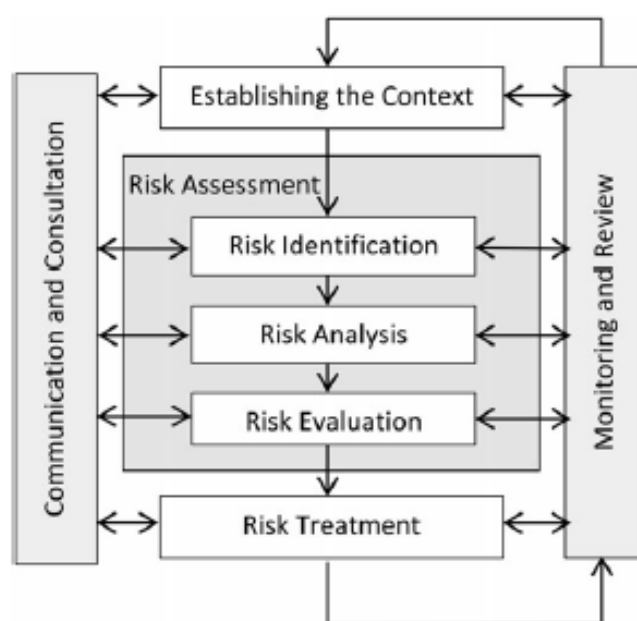 Establishing the Context
Risk Assessment
Risk Identification
Risk Analysis
Risk Evaluation
Risk Treatment
Communication and Consultation
Monitoring and Review